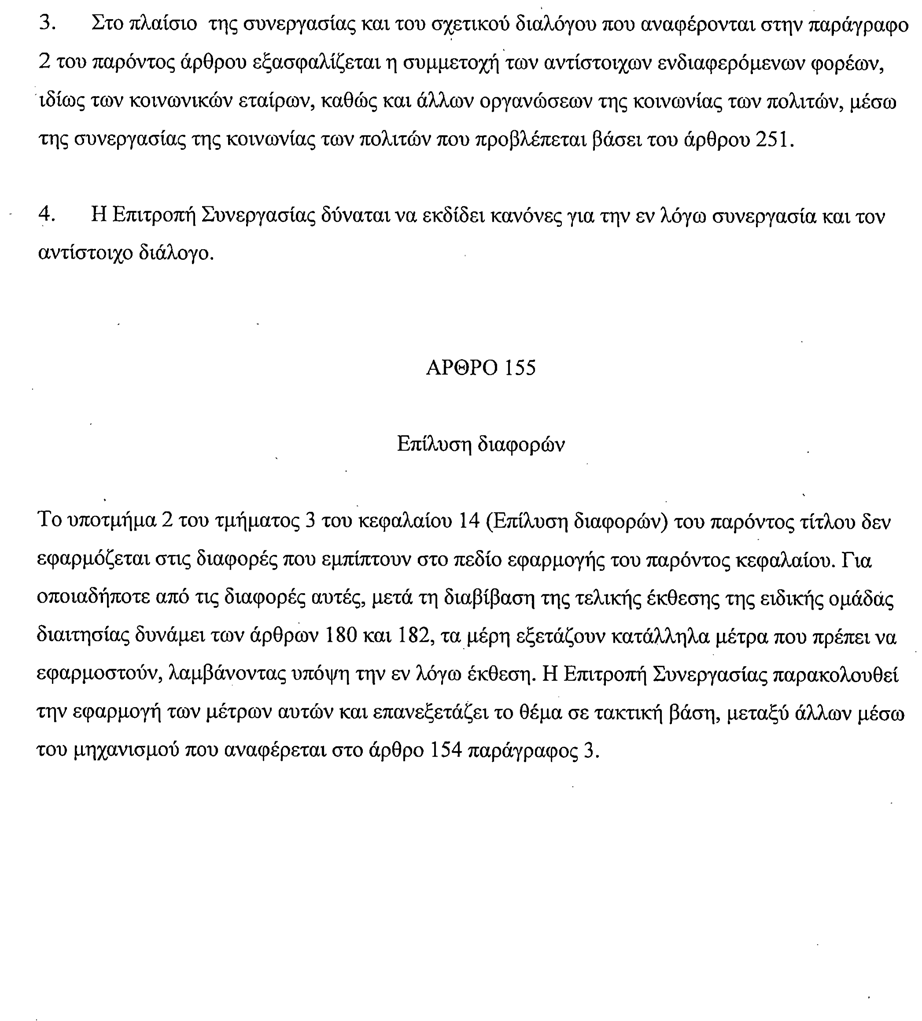 3. Στο πλαίσιο της συνεργασίας και του σχετικού διαλόγου που αναφέρονται στην παράγραφο
2 του παρόντος άρθρου εξασφαλίζεται η συμμετοχή των αντίστοιχων ενδιαφερόμενων φορέων,
ιδίως των κοινωνικών εταίρων, καθώς και άλλων οργανώσεων της κοινωνίας των πολιτών, μέσω
της συνεργασίας της κοινωνίας των πολιτών που προβλέπεται βάσει του άρθρου 251.
4. Η Επιτροπή Συνεργασίας δύναται να εκδίδει κανόνες για την εν λόγω συνεργασία και τον
αντίστοιχο διάλογο.
ΑΡΘΡΟ 155
Επίλυση διαφορών
Το υποτμήμα 2 του τμήματος 3 του κεφαλαίου 14 (Επίλυση διαφορών) του παρόντος τίτλου δεν
εφαρμόζεται στις διαφορές που εμπίπτουν στο πεδίο εφαρμογής του παρόντος κεφαλαίου. Για
οποιαδήποτε από τις διαφορές αυτές, μετά τη διαβίβαση της τελικής έκθεσης της ειδικής ομάδας
διαιτησίας δυνάμει των άρθρων 180 και 182, τα μέρη εξετάζουν κατάλληλα μέτρα που πρέπει να
εφαρμοστούν, λαμβάνοντας υπόψη την εν λόγω έκθεση. Η Επιτροπή Συνεργασίας παρακολουθεί
την εφαρμογή των μέτρων αυτών και επανεξετάζει το θέμα σε τακτική βάση, μεταξύ άλλων μέσω
του μηχανισμού που αναφέρεται στο άρθρο 154 παράγραφος 3.